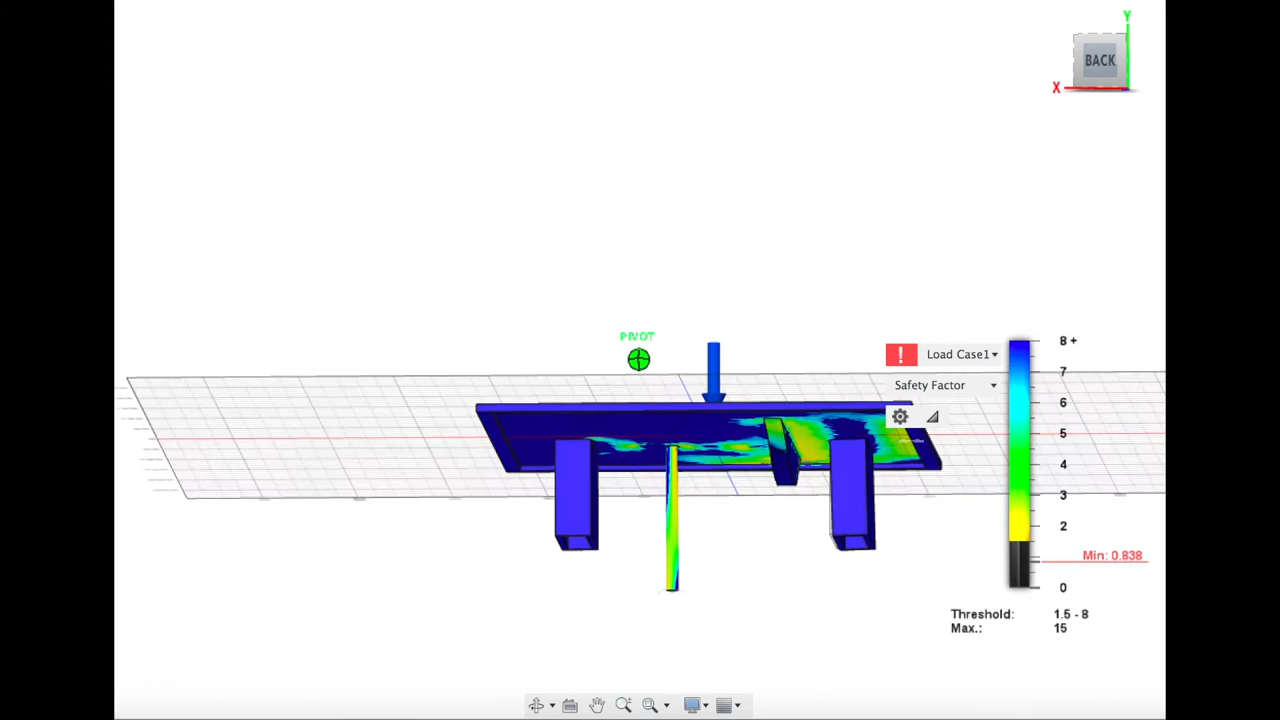 Y
BACK
X
PIVOT
! Load Case1
Safety Factor
8 +
7
6
5
4
3
2
Min: 0.838
0
Threshold: 1.5 - 8
Max.: 15